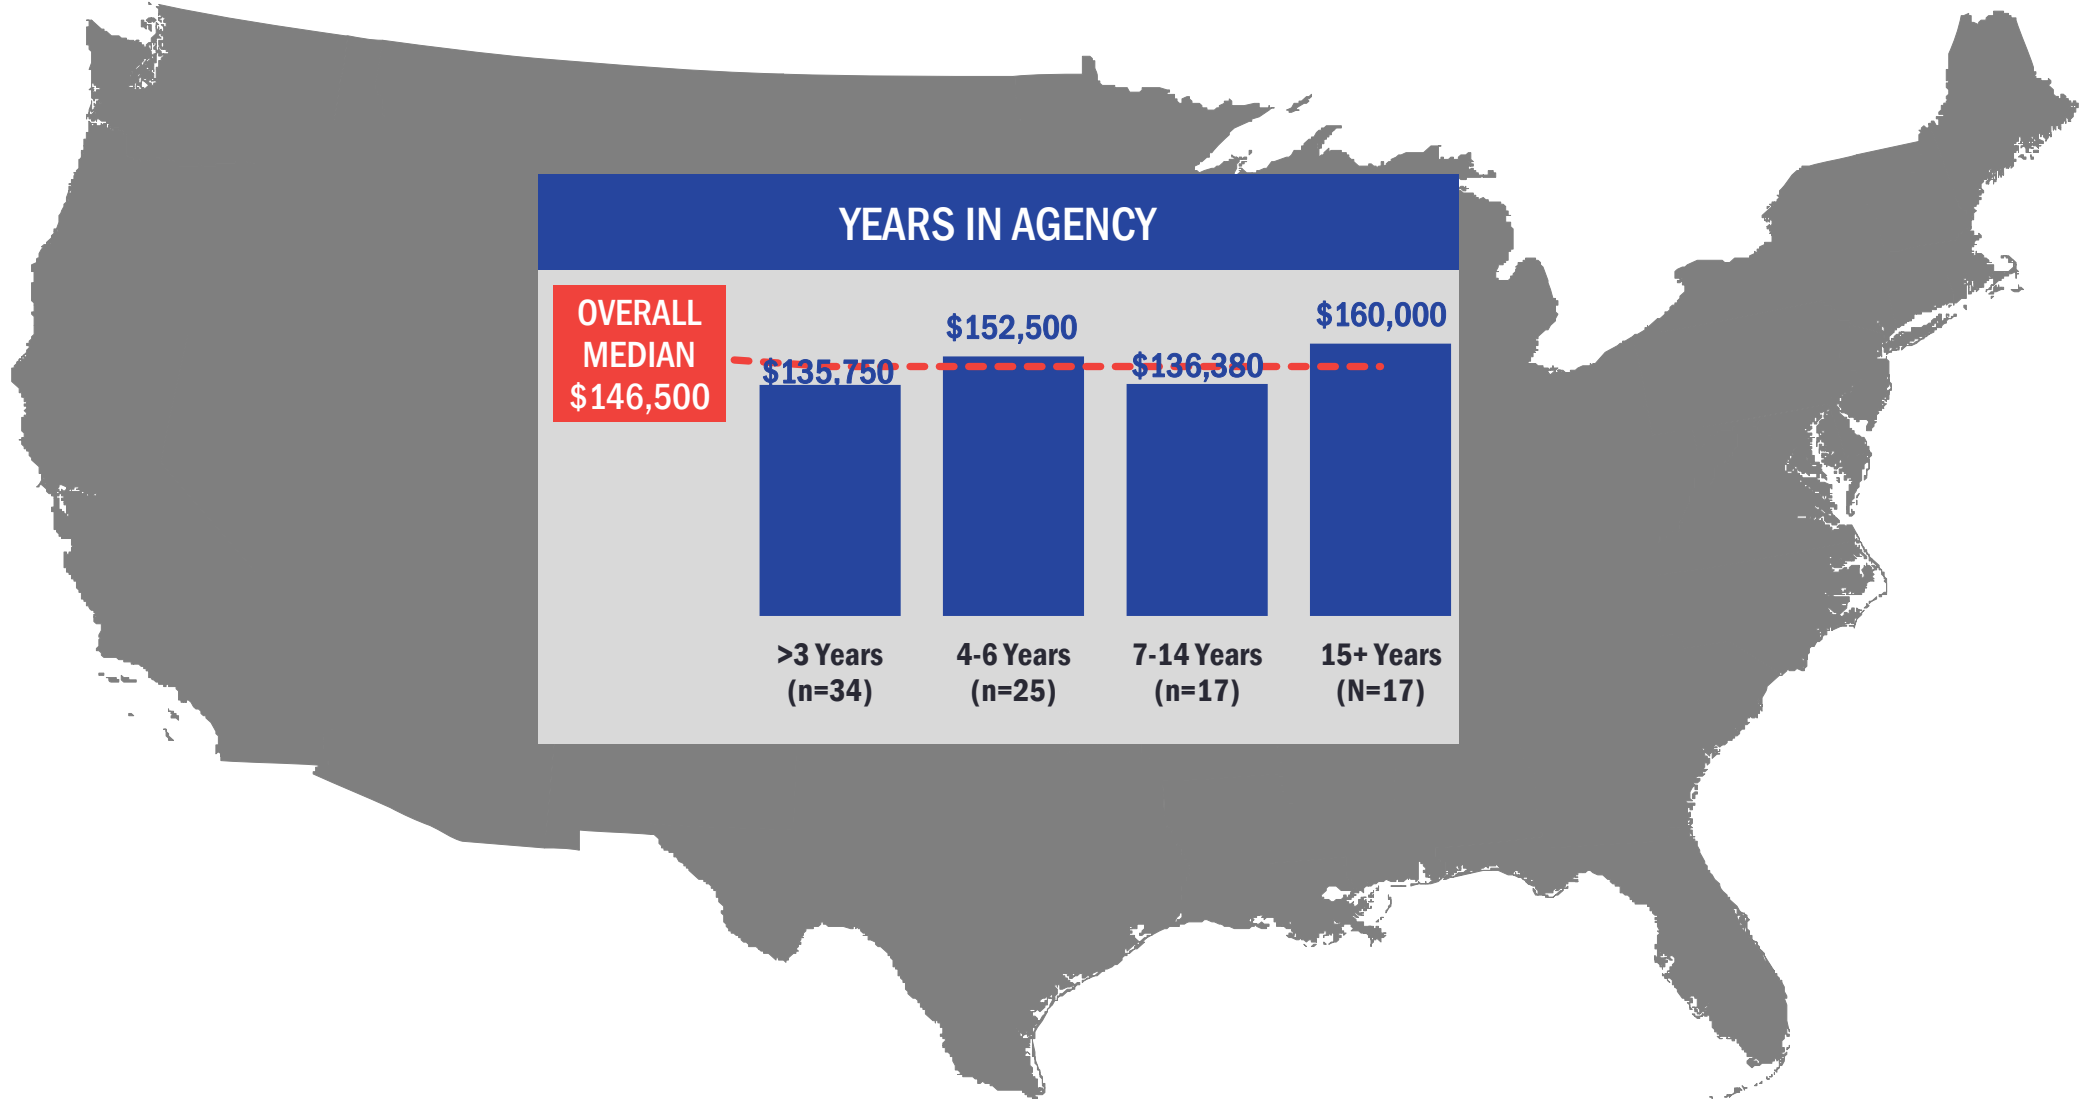 YEARS IN AGENCY
OVERALL
MEDIAN
$146,500
$135,750
$152,500
$136,380
$160,000
>3 Years
(n=34)
4-6 Years
(n=25)
7-14 Years
(n=17)
15+ Years
(N=17)